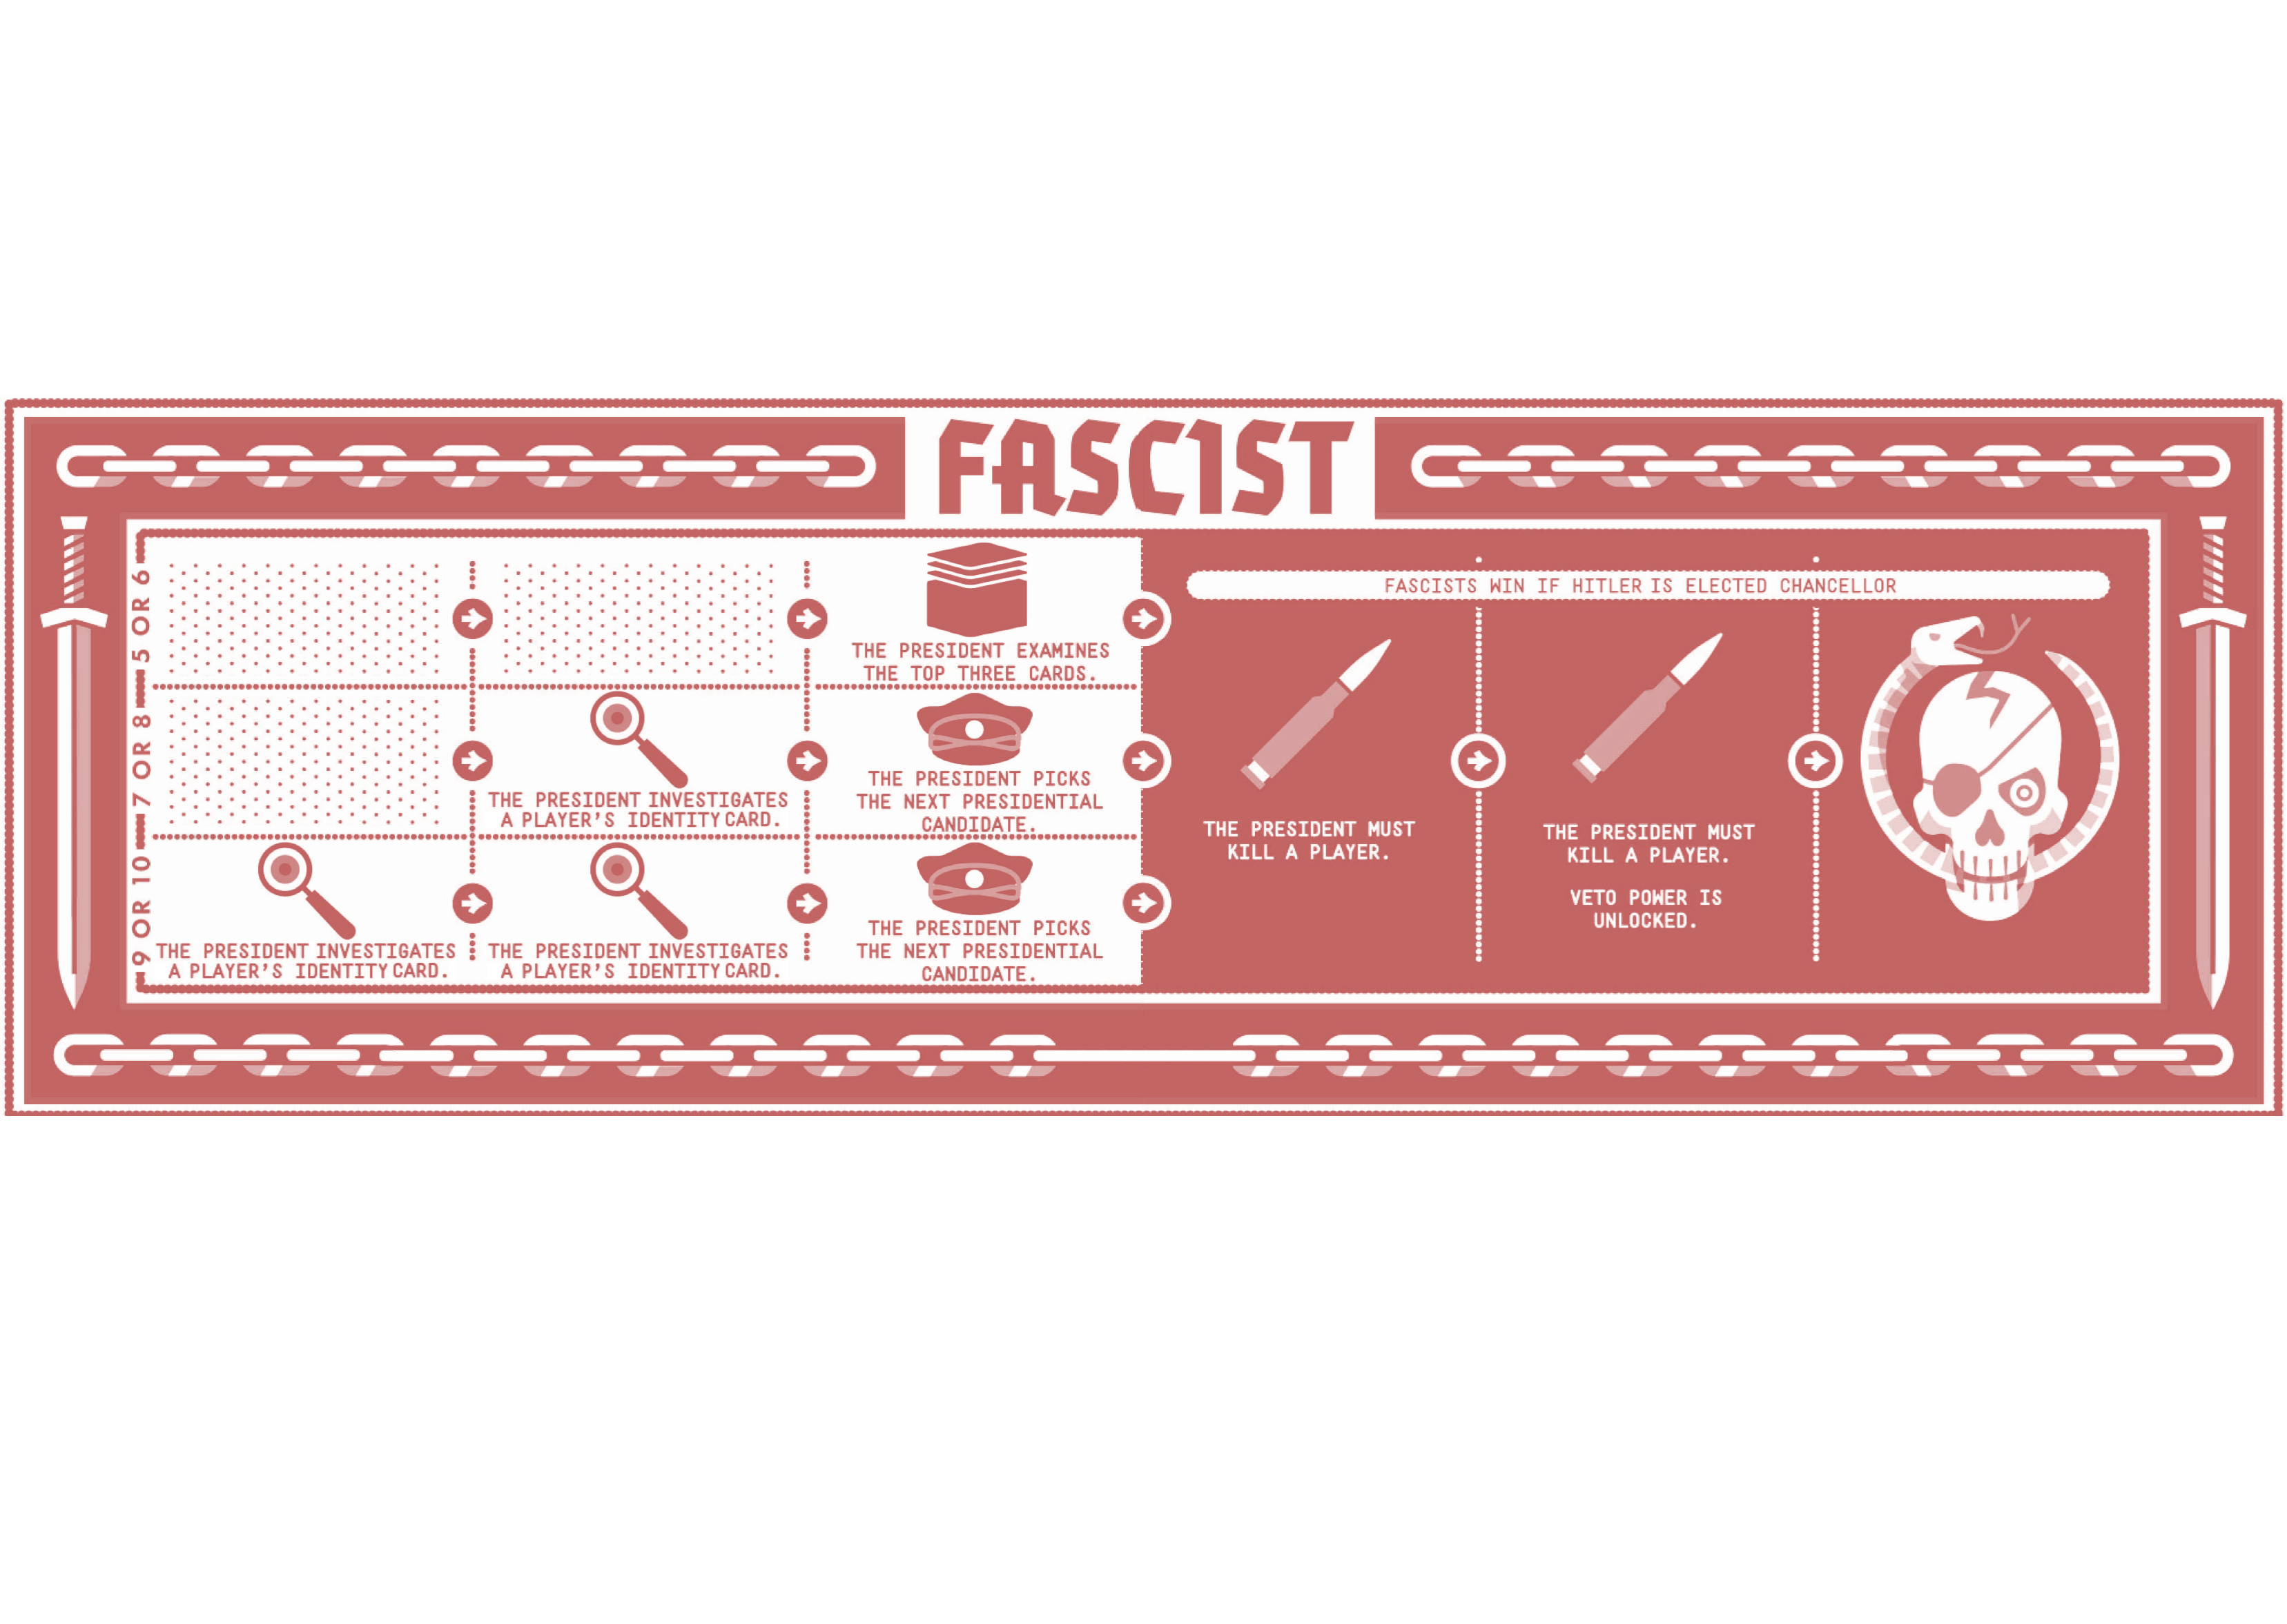 FASCIST
5 OR 6
THE PRESIDENT EXAMINES
THE TOP THREE CARDS.
7 OR 8
THE PRESIDENT INVESTIGATES
A PLAYER'S IDENTITY CARD.
THE PRESIDENT PICKS
THE NEXT PRESIDENTIAL
CANDIDATE.
9 OR 10
THE PRESIDENT INVESTIGATES
A PLAYER'S IDENTITY CARD.
THE PRESIDENT INVESTIGATES
A PLAYER'S IDENTITY CARD.
THE PRESIDENT PICKS
THE NEXT PRESIDENTIAL
CANDIDATE.
FASCISTS WIN IF HITLER IS ELECTED CHANCELLOR
THE PRESIDENT MUST
KILL A PLAYER.
THE PRESIDENT MUST
KILL A PLAYER.
VETO POWER IS
UNLOCKED.